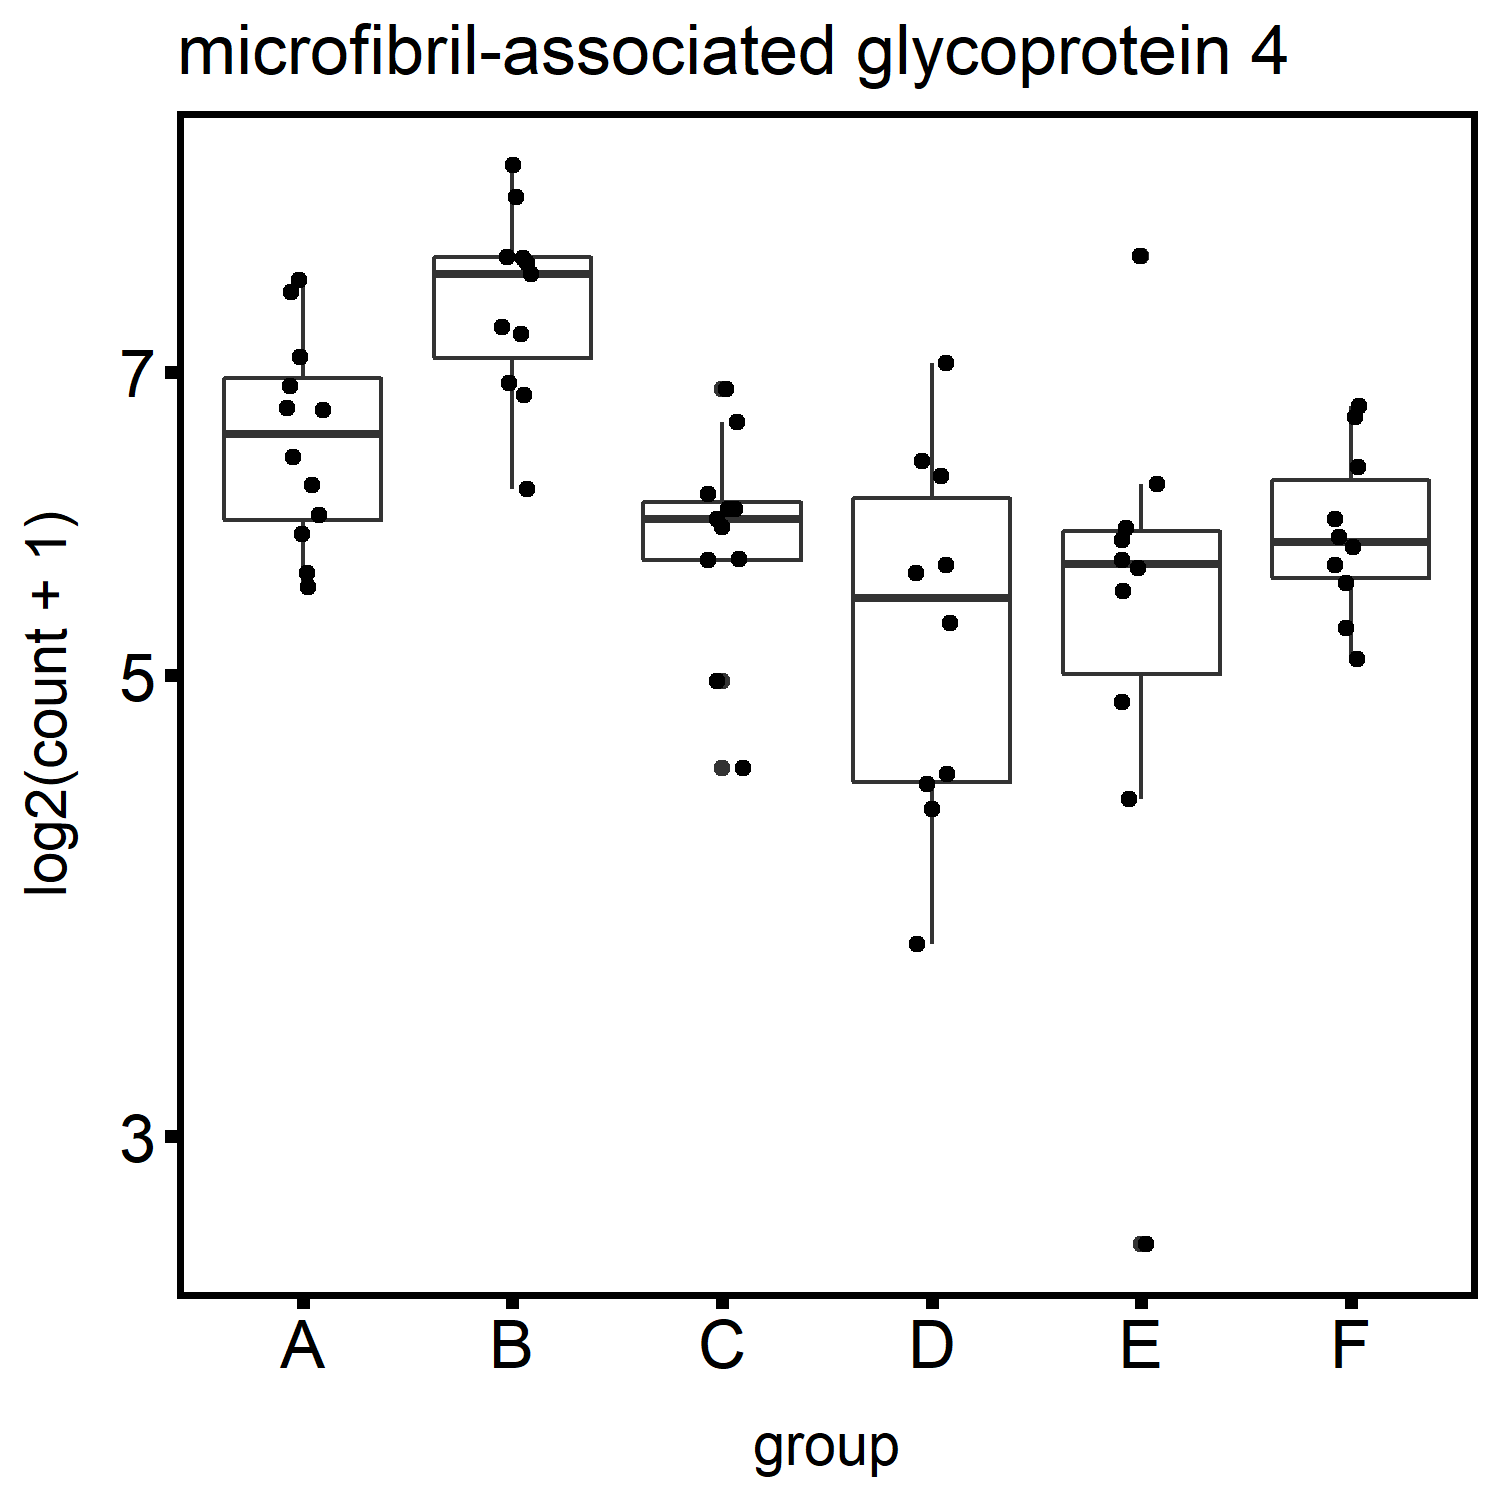 microfibril-associated glycoprotein 4
log2(count + 1)
7
5
3
A B C D E F
group